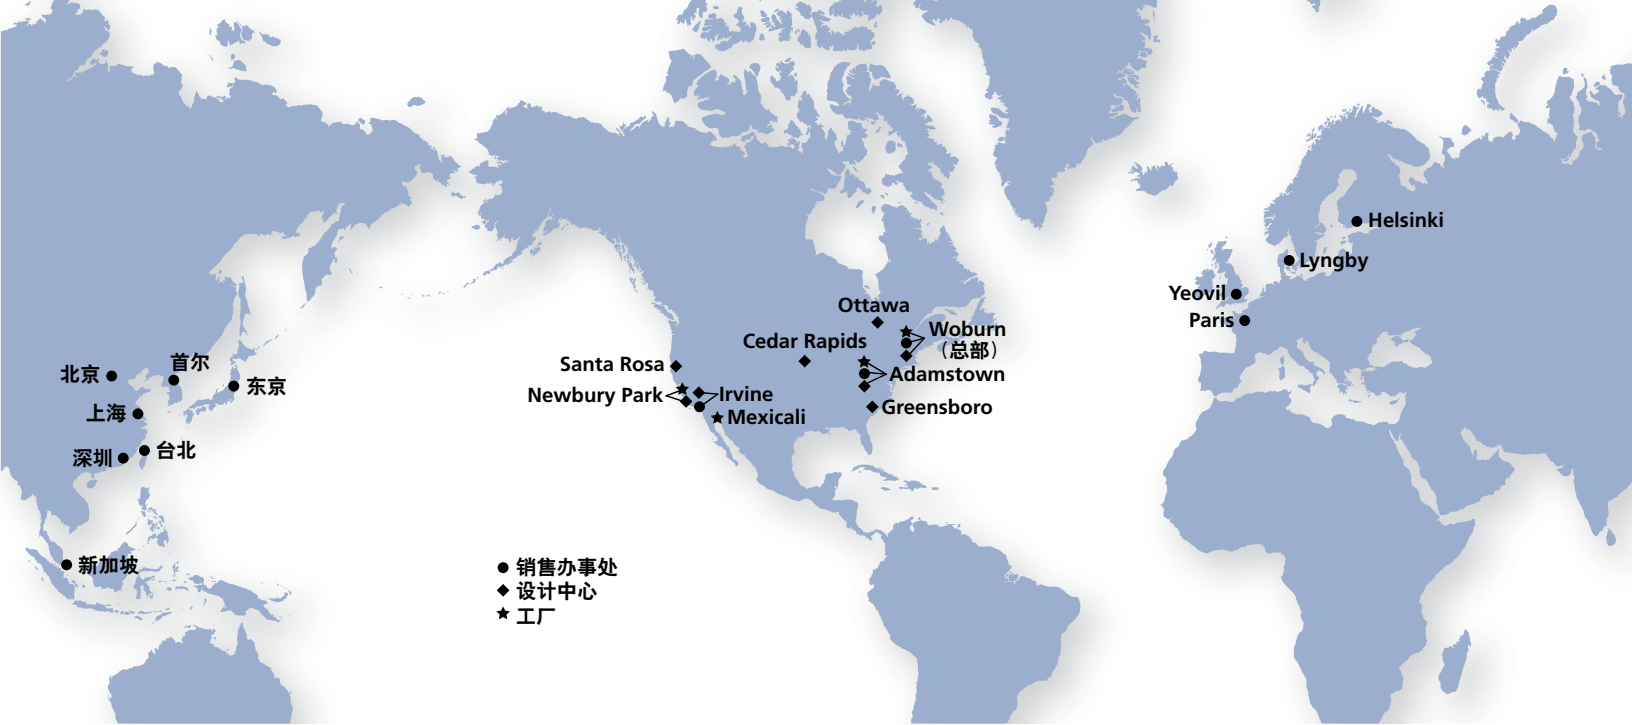 Helsinki
Lyngby
Yeovil
Paris
Ottawa
Woburn
（总部）
Cedar Rapids
Adamstown
Greensboro
Santa Rosa
Newbury Park
Irvine
Mexicali
首尔
北京
东京
上海
台北
深圳
新加坡
销售办事处
设计中心
工厂